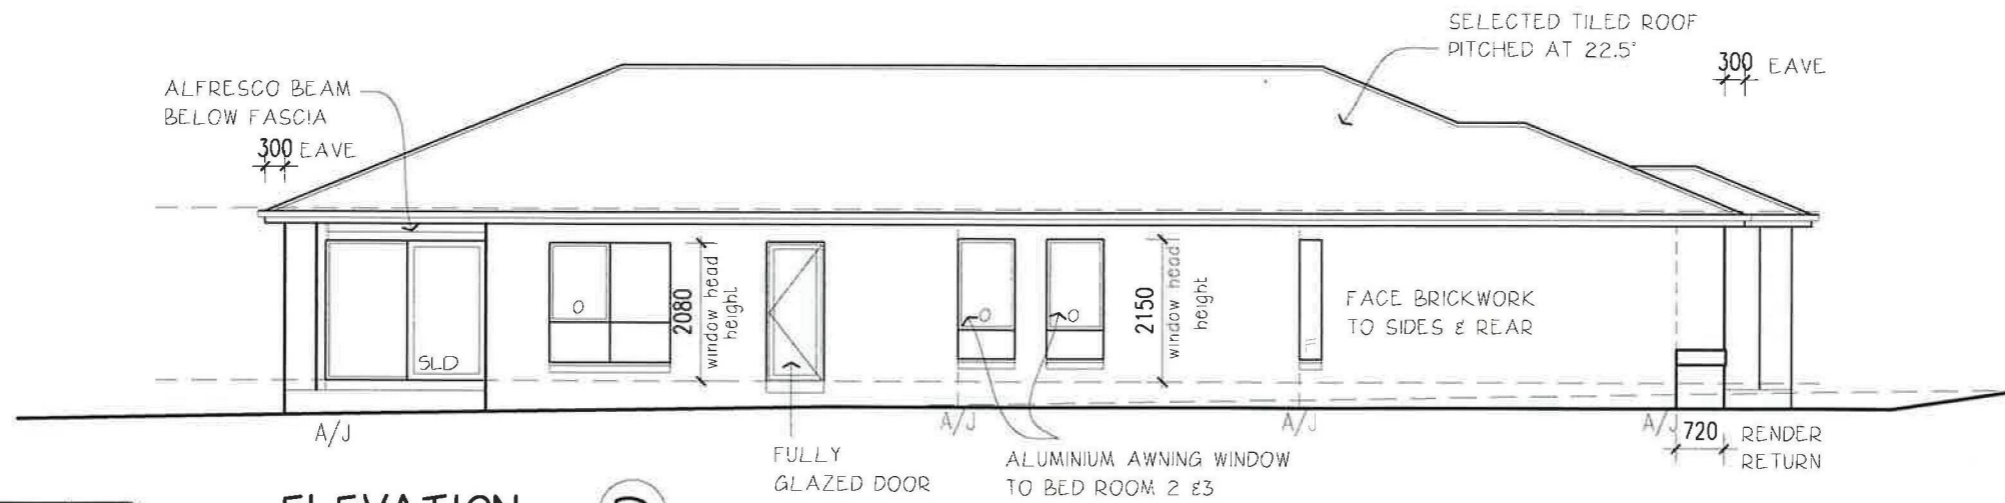 SELECTED TILED ROOF
PITCHED AT 22.5°
300 EAVE
ALFRESCO BEAM
BELOW FASCIA
300 EAVE
O
SLD
2080
window head
height
O
O
2150
window head
height
FACE BRICKWORK
TO SIDES & REAR
A/J
A/J
A/J
A/J
720 RENDER
RETURN
FULLY
GLAZED DOOR
ALUMINIUM AWNING WINDOW
TO BED ROOM 2 &3
ELEVATION